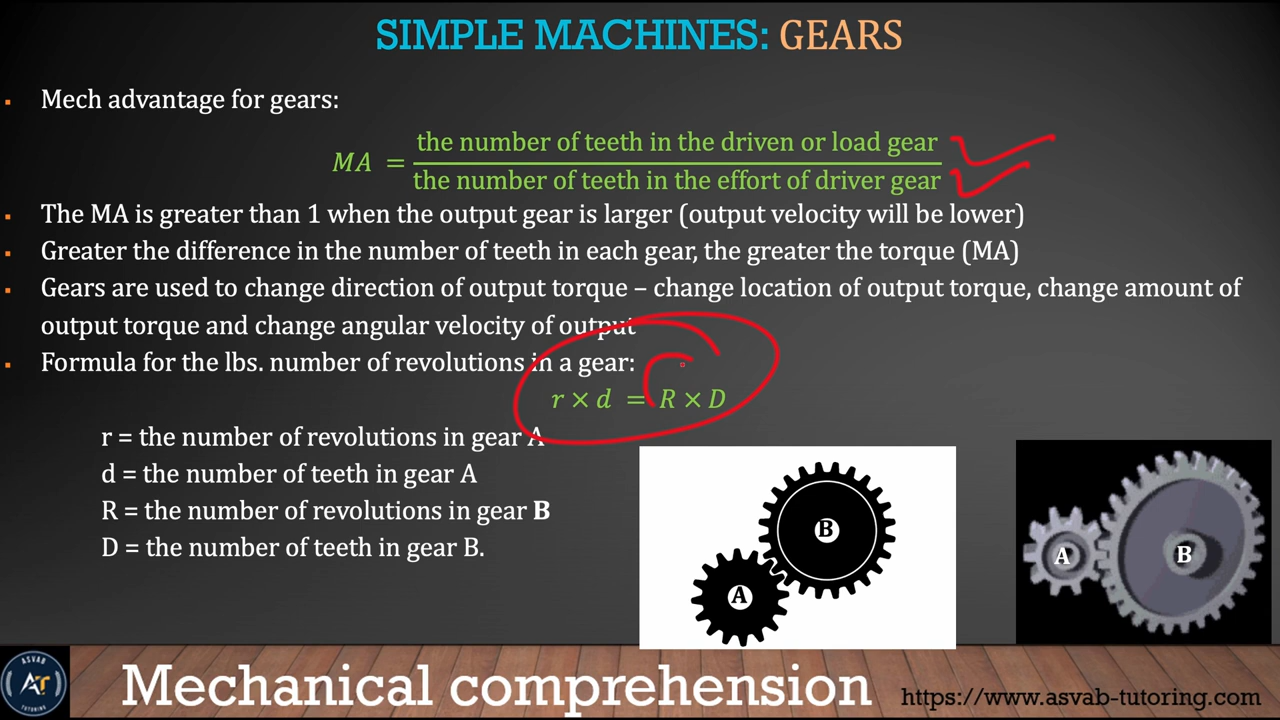 SIMPLE MACHINES: GEARS
▪ Mech advantage for gears:
MA = the number of teeth in the driven or load gear
the number of teeth in the effort of driver gear
▪ The MA is greater than 1 when the output gear is larger (output velocity will be lower)
▪ Greater the difference in the number of teeth in each gear, the greater the torque (MA)
▪ Gears are used to change direction of output torque – change location of output torque, change amount of
output torque and change angular velocity of output
▪ Formula for the lbs. number of revolutions in a gear:
r × d = R × D
r = the number of revolutions in gear A
d = the number of teeth in gear A
R = the number of revolutions in gear B
D = the number of teeth in gear B.
B
A
A
B
ASVAB
AT
TUTORING
Mechanical comprehension
https://www.asvab-tutoring.com